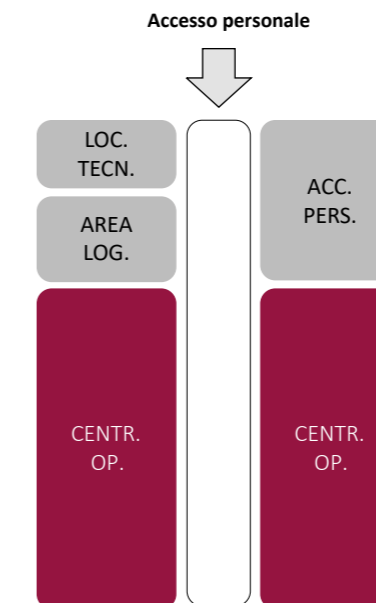 Accesso personale
LOC.
TECN.
AREA
LOG.
ACC.
PERS.
CENTR.
OP.
CENTR.
OP.